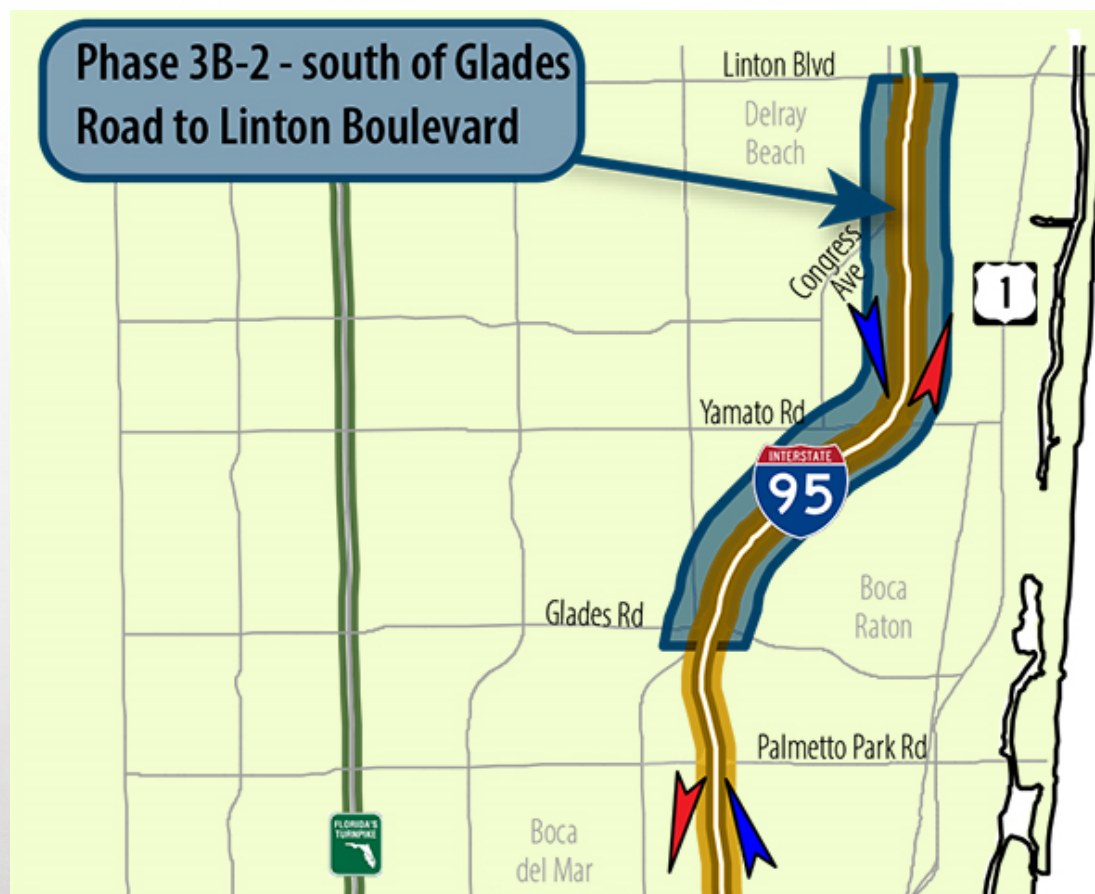 Phase 3B-2 - south of Glades
Road to Linton Boulevard
Linton Blvd
Delray
Beach
Congress
Ave
1
Yamato Rd
INTERSTATE
95
Glades Rd
Boca
Raton
Palmetto Park Rd
FLORIDA'S
TURNPIKE
Boca
del Mar